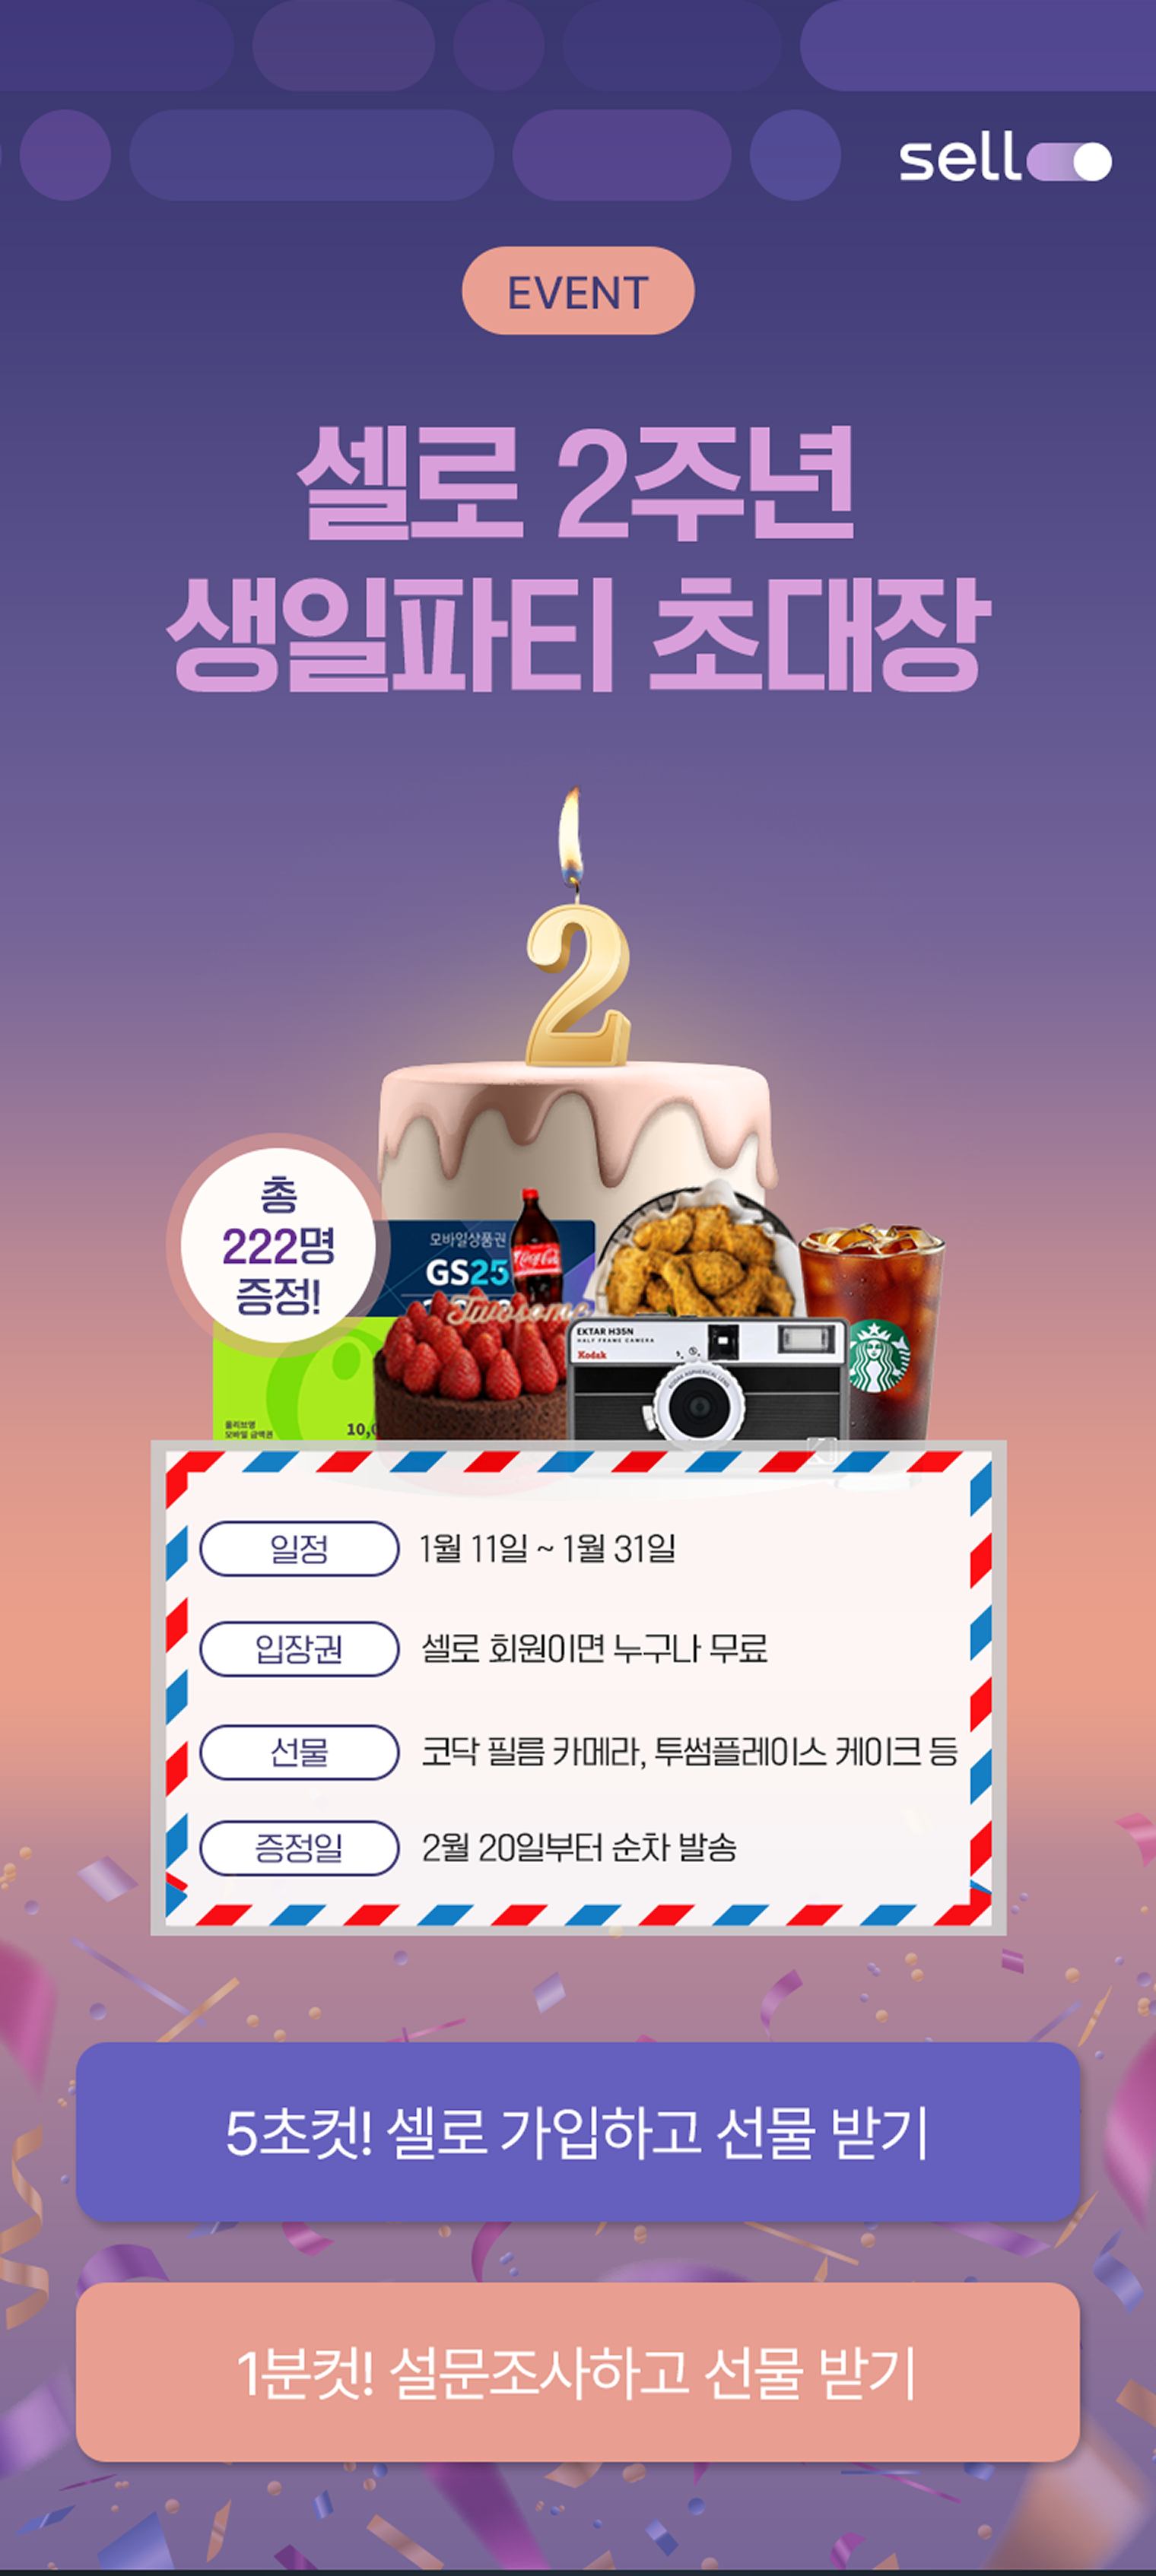 sell
EVENT
셀로 2주년
생일파티 초대장
총
222명
증정!
모바일상품권
GS25
Coca-Cola
Twosome
EKTAR H35N
HALF FRAME CAMERA
Kodak
올리브영
모바일 금액권
일정 1월 11일 ~ 1월 31일
입장권 셀로 회원이면 누구나 무료
선물 코닥 필름 카메라, 투썸플레이스 케이크 등
증정일 2월 20일부터 순차 발송
5초컷! 셀로 가입하고 선물 받기
1분컷! 설문조사하고 선물 받기